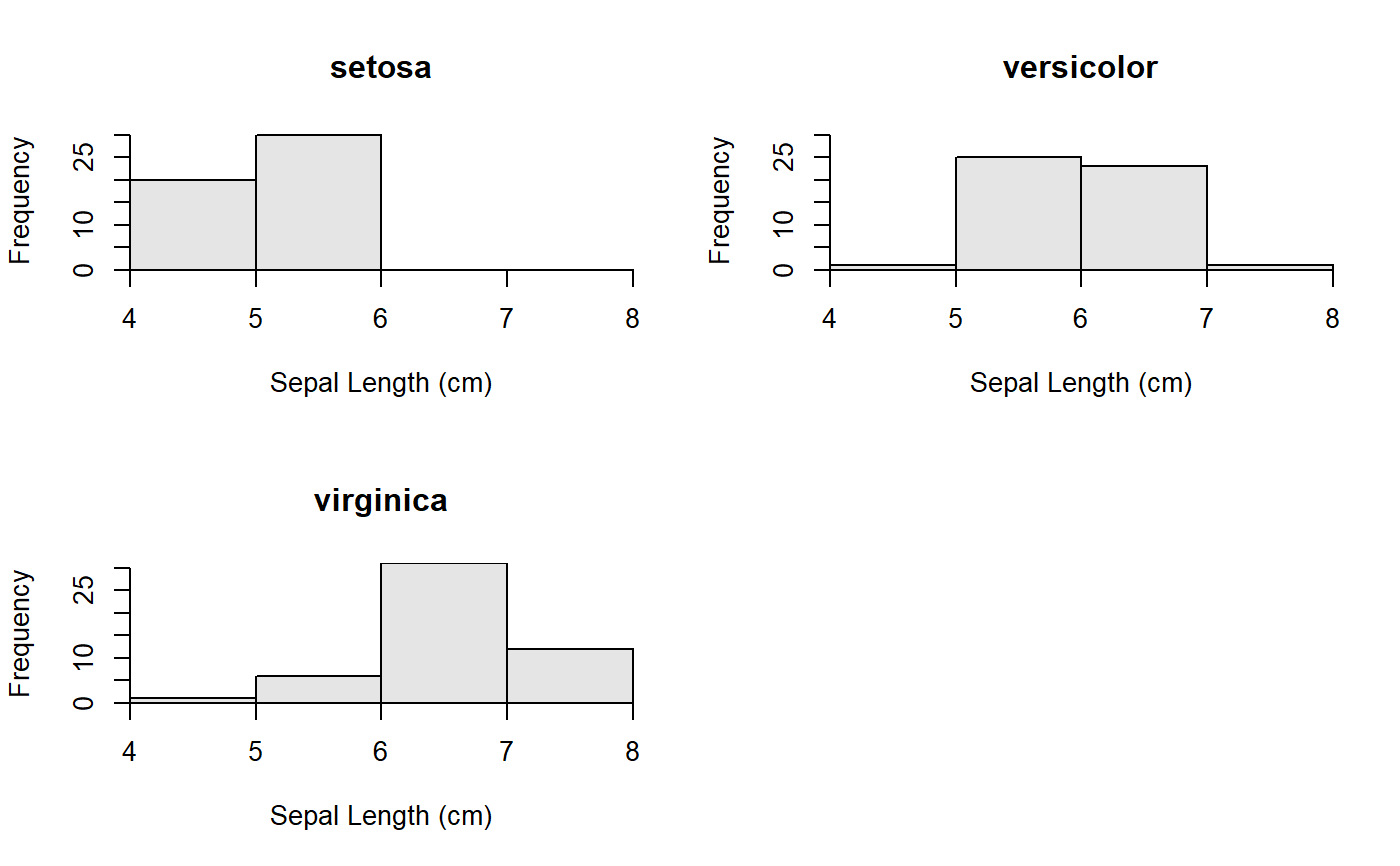 setosa
Frequency
25
10
0
4 5 6 7 8
Sepal Length (cm)
versicolor
Frequency
25
10
0
4 5 6 7 8
Sepal Length (cm)
virginica
Frequency
25
10
0
4 5 6 7 8
Sepal Length (cm)